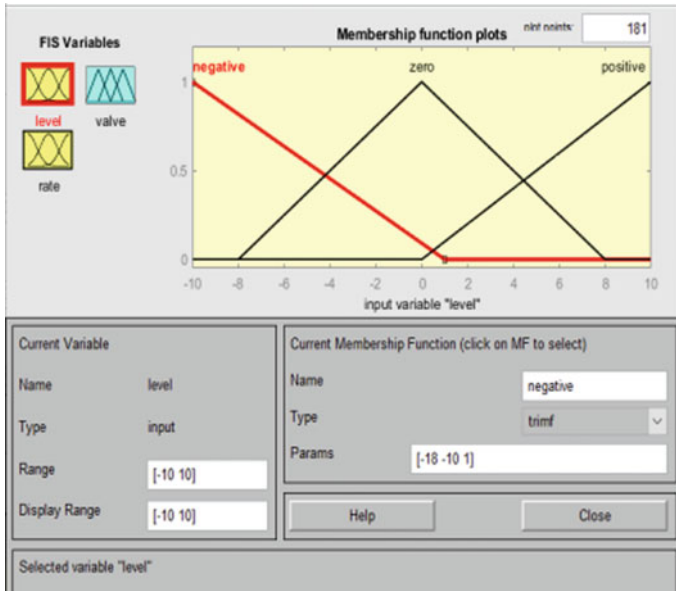 FIS Variables
level
valve
rate
Membership function plots
plot points:
181
negative
zero
positive
1
0.5
0
-10 -8 -6 -4 -2 0 2 4 6 8 10
input variable "level"
Current Variable
Name level
Type input
Range [-10 10]
Display Range [-10 10]
Current Membership Function (click on MF to select)
Name negative
Type trimf
Params [-18 -10 1]
Help
Close
Selected variable "level"